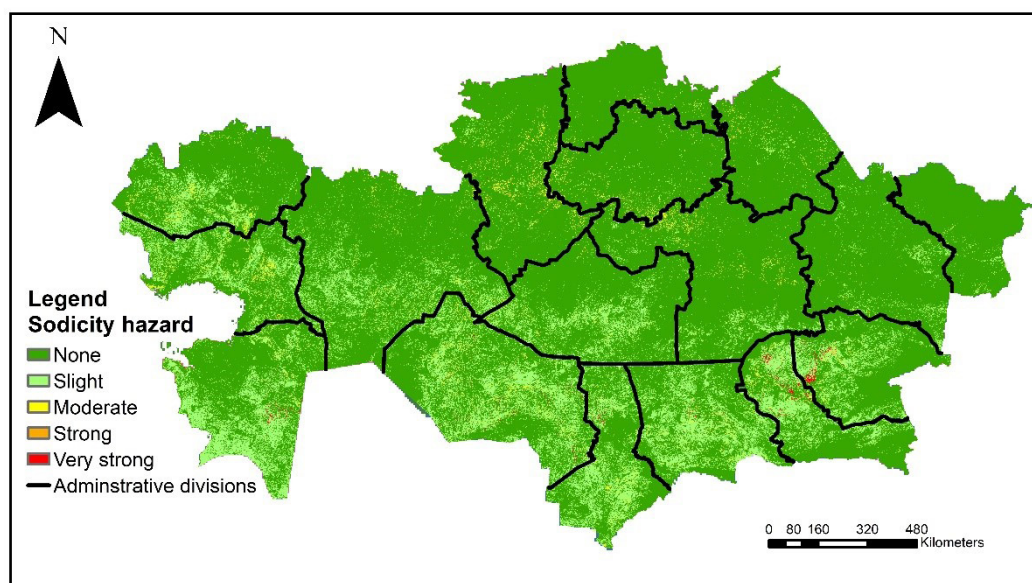 N
Legend
Sodicity hazard
None
Slight
Moderate
Strong
Very strong
Adminstrative divisions
0 80 160 320 480
Kilometers